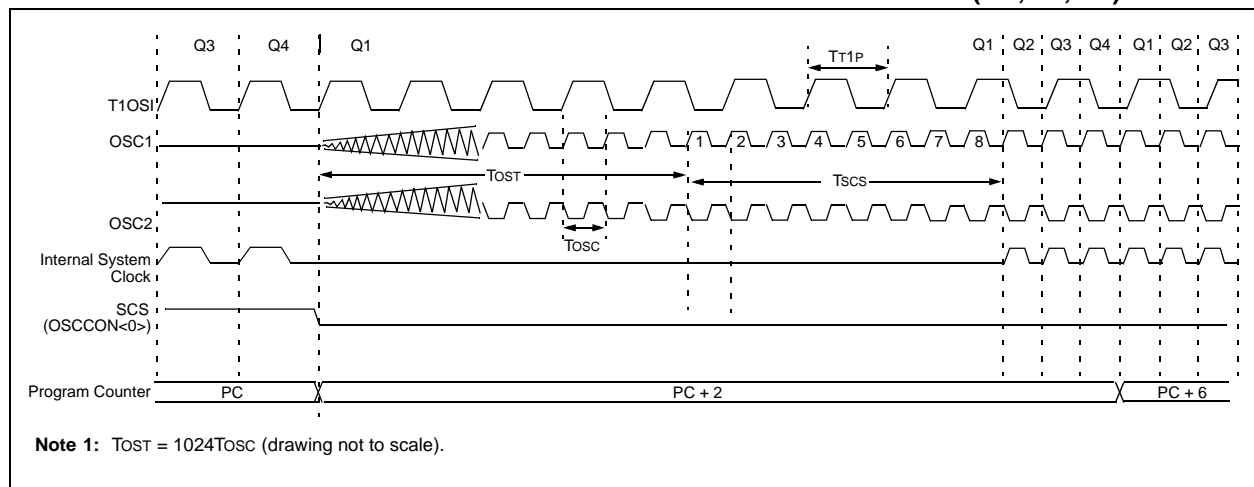 Q3 Q4 Q1 Q1 Q2 Q3 Q4 Q1 Q2 Q3
TT1P
T1OSI
OSC1
1 2 3 4 5 6 7 8
TOST
TSCS
OSC2
TOSC
Internal System
Clock
SCS
(OSCCON<0>)
Program Counter
PC
PC + 2
PC + 6
Note 1: TOST = 1024TOSC (drawing not to scale).